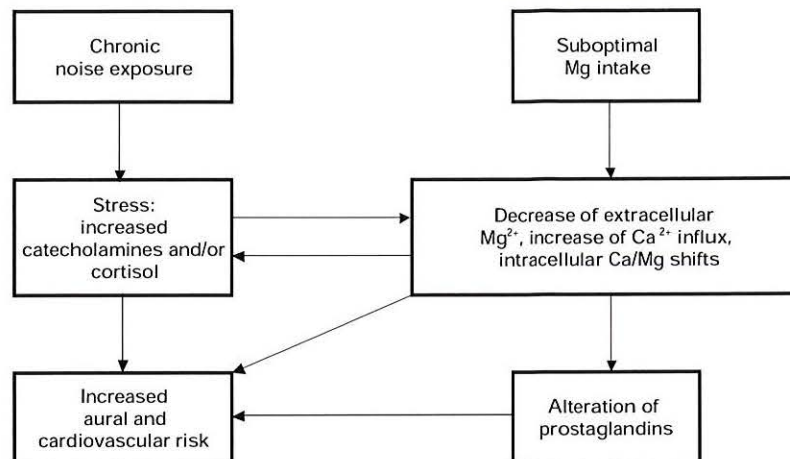 Chronic
noise exposure
Suboptimal
Mg intake
Stress:
increased
catecholamines and/or
cortisol
Decrease of extracellular
Mg²⁺, increase of Ca²⁺ influx,
intracellular Ca/Mg shifts
Increased
aural and
cardiovascular risk
Alteration of
prostaglandins